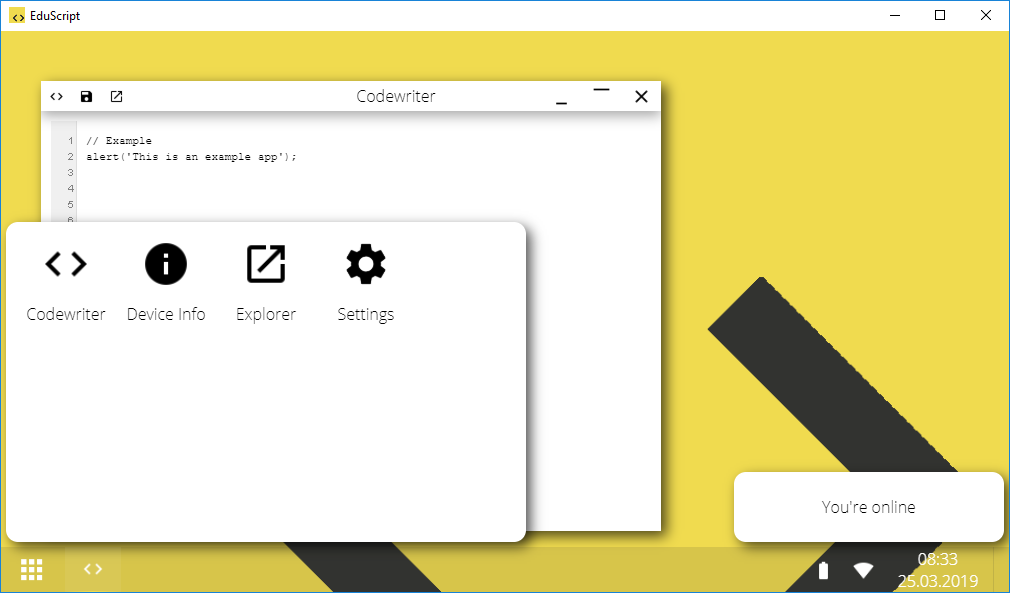 EduScript
Codewriter
1 // Example
2 alert('This is an example app');
3
4
5
6
Codewriter Device Info Explorer Settings
You're online
08:33
25.03.2019